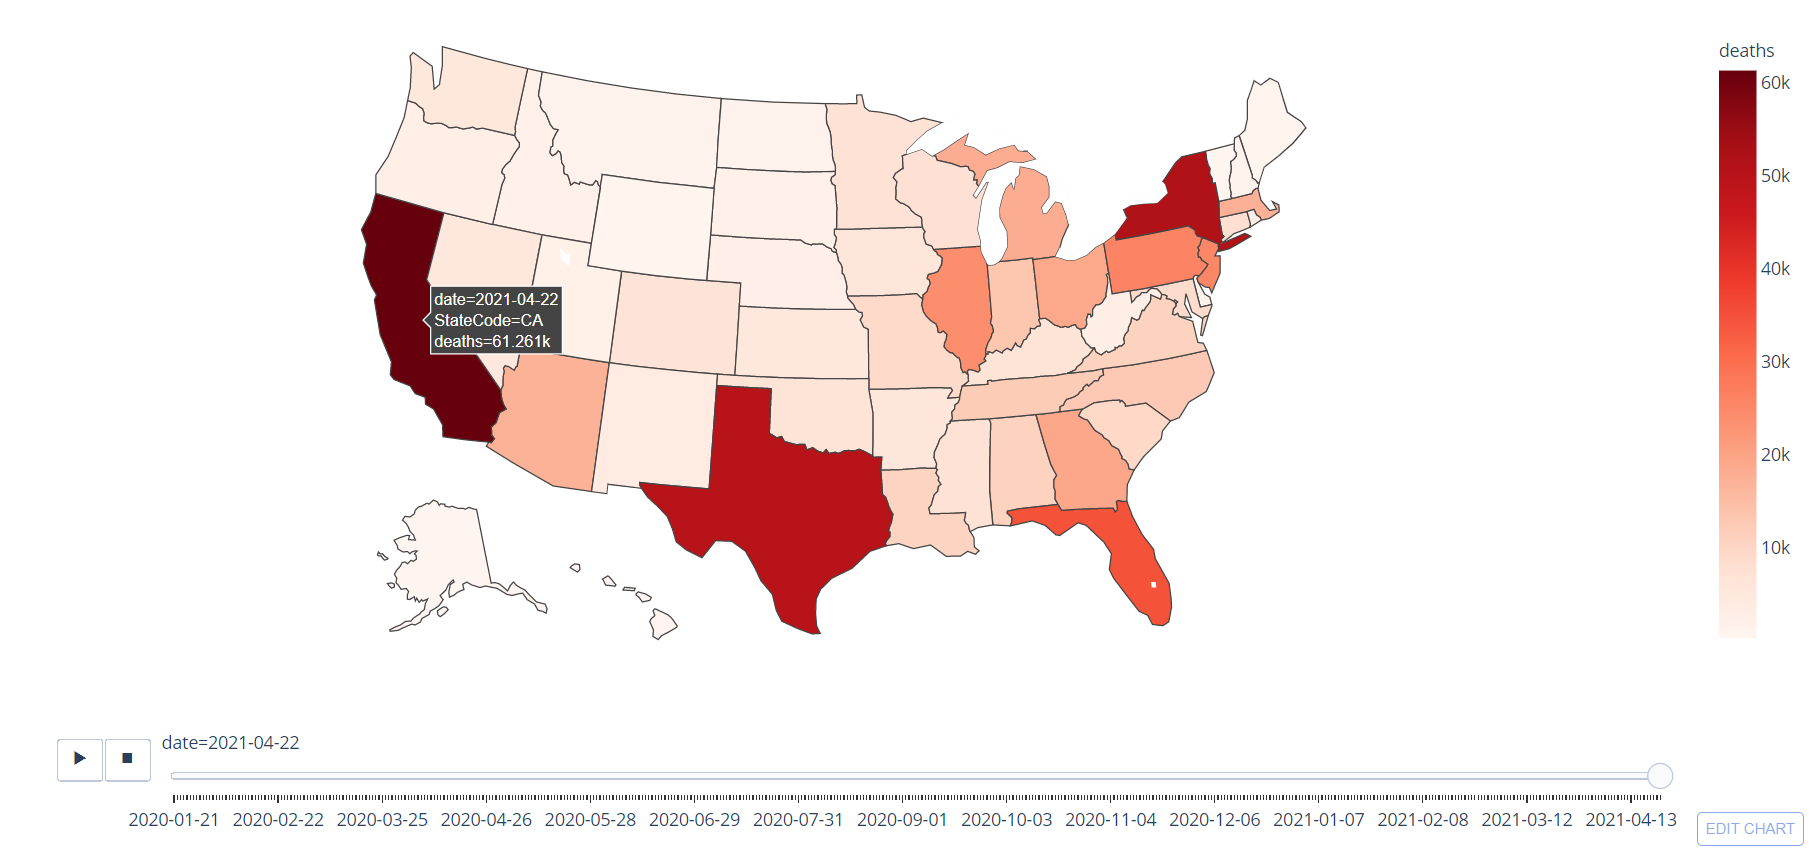 deaths
60k
50k
40k
30k
20k
10k
date=2021-04-22
StateCode=CA
deaths=61.261k
date=2021-04-22
2020-01-21
2020-02-22
2020-03-25
2020-04-26
2020-05-28
2020-06-29
2020-07-31
2020-09-01
2020-10-03
2020-11-04
2020-12-06
2021-01-07
2021-02-08
2021-03-12
2021-04-13
EDIT CHART